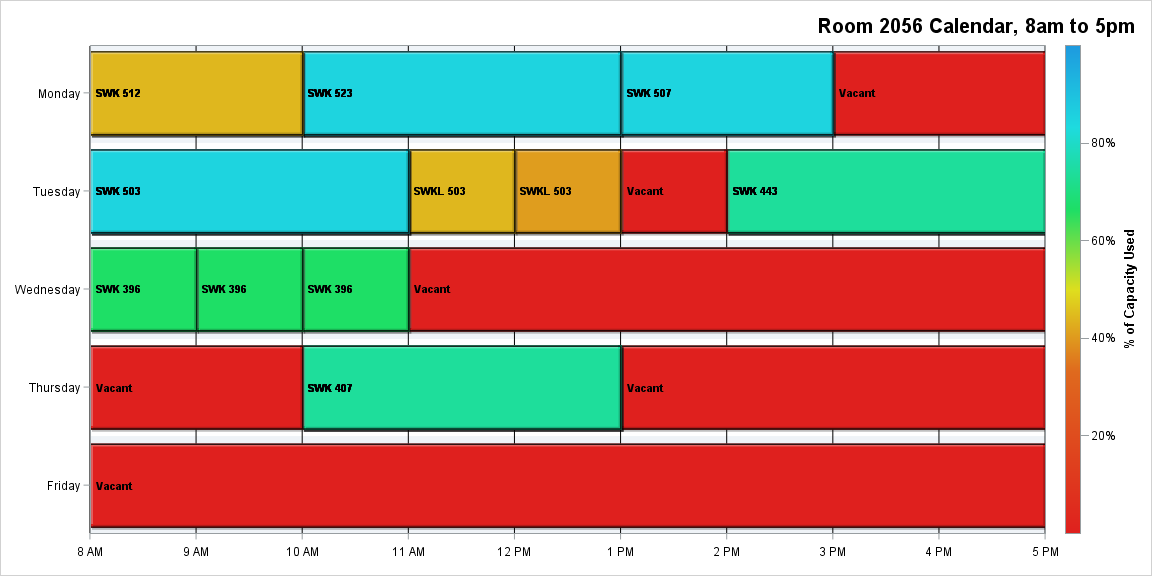 Room 2056 Calendar, 8am to 5pm
Monday
SWK 512
SWK 523
SWK 507
Vacant
Tuesday
SWK 503
SWKL 503
SWKL 503
Vacant
SWK 443
Wednesday
SWK 396
SWK 396
SWK 396
Vacant
Thursday
Vacant
SWK 407
Vacant
Friday
Vacant
8 AM
9 AM
10 AM
11 AM
12 PM
1 PM
2 PM
3 PM
4 PM
5 PM
80%
60%
40%
20%
% of Capacity Used